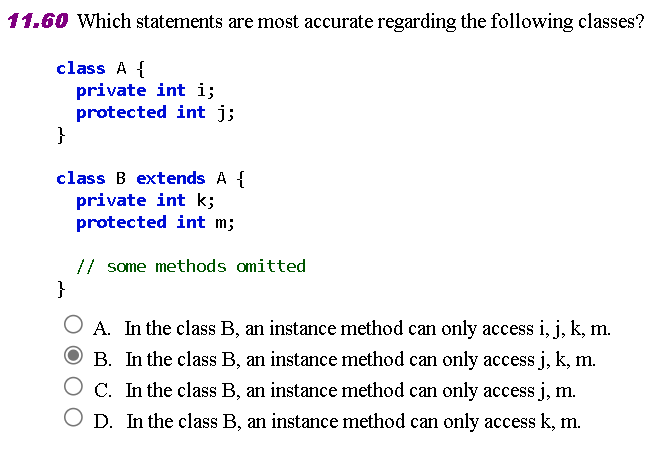 11.60 Which statements are most accurate regarding the following classes?
class A {
private int i;
protected int j;
}
class B extends A {
private int k;
protected int m;
// some methods omitted
}
A. In the class B, an instance method can only access i, j, k, m.
B. In the class B, an instance method can only access j, k, m.
C. In the class B, an instance method can only access j, m.
D. In the class B, an instance method can only access k, m.